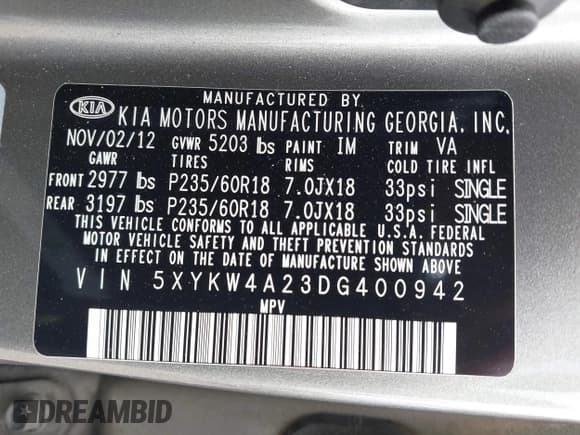 MANUFACTURED BY
KIA KIA MOTORS MANUFACTURING GEORGIA, INC.
NOV/02/12 GVWR 5203 lbs PAINT IM TRIM VA
GAWR TIRES RIMS COLD TIRE INFL
FRONT 2977 lbs P235/60R18 7.0JX18 33psi SINGLE
REAR 3197 lbs P235/60R18 7.0JX18 33psi SINGLE
THIS VEHICLE CONFORMS TO ALL APPLICABLE U.S.A. FEDERAL
MOTOR VEHICLE SAFETY AND THEFT PREVENTION STANDARDS
IN EFFECT ON THE DATE OF MANUFACTURE SHOWN ABOVE
VIN 5XYKW4A23DG400942
MPV
DREAMBID